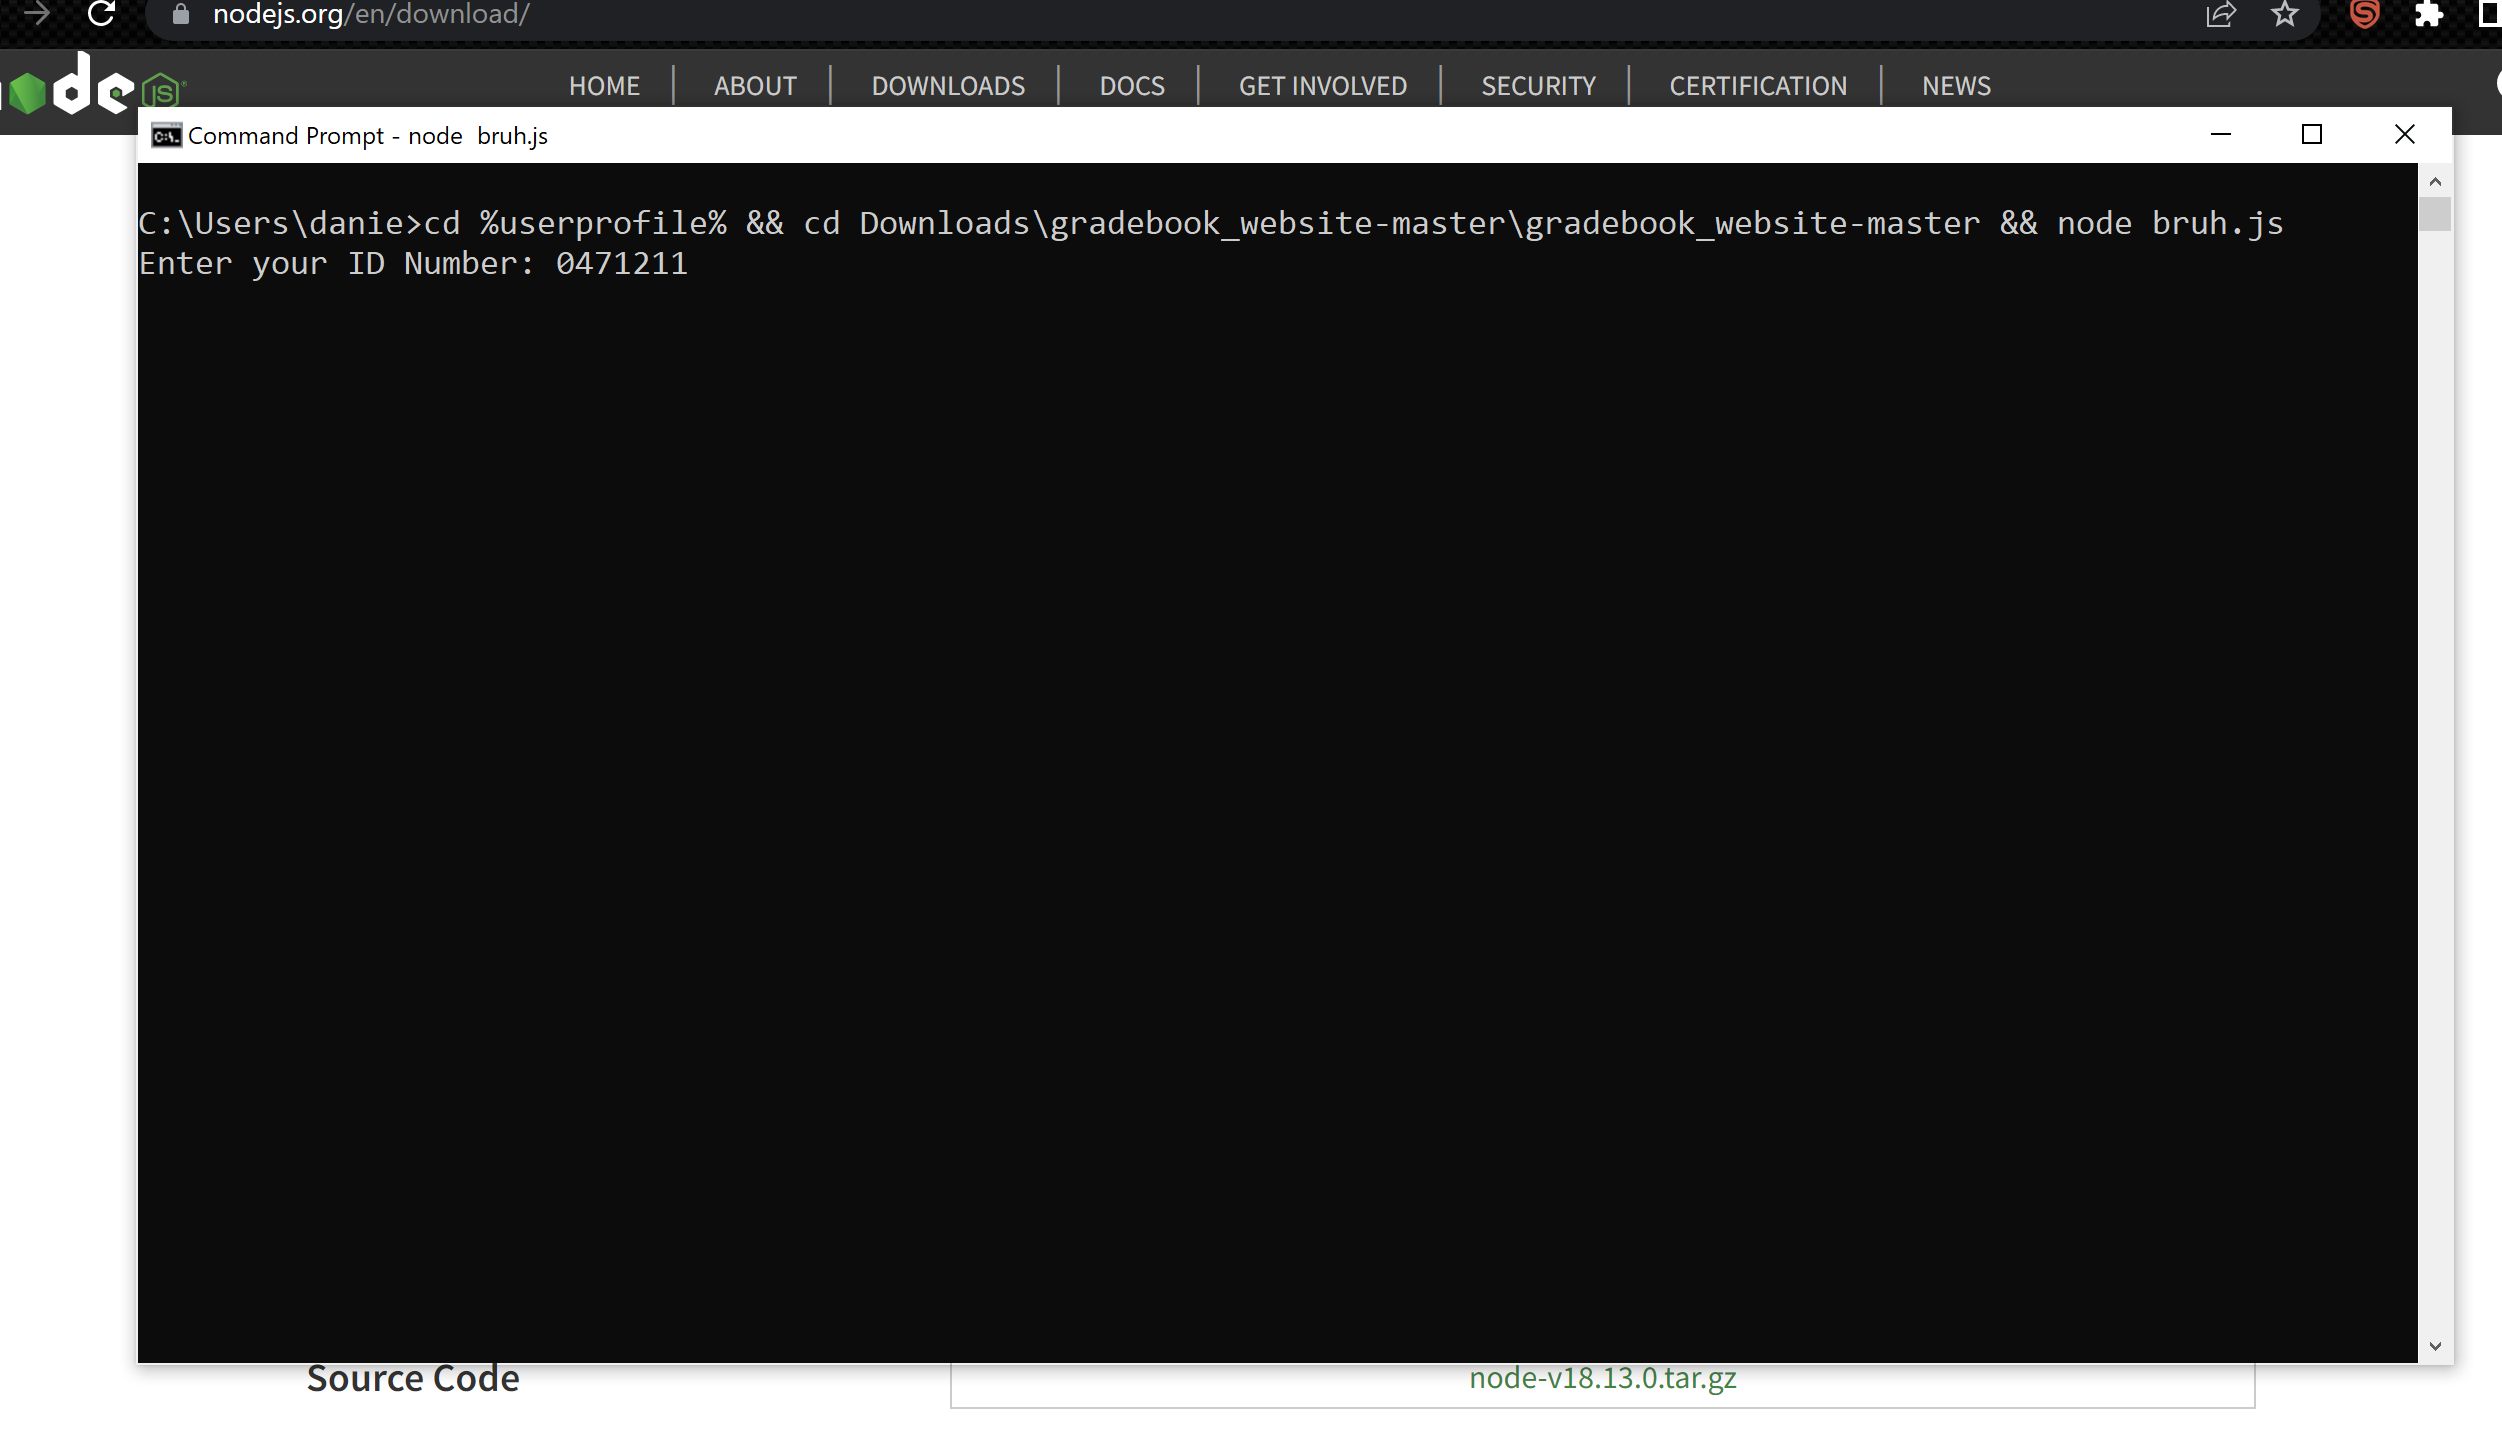 nodejs.org/en/download/
node JS
HOME | ABOUT | DOWNLOADS | DOCS | GET INVOLVED | SECURITY | CERTIFICATION | NEWS
Command Prompt - node  bruh.js
C:\Users\danie>cd %userprofile% && cd Downloads\gradebook_website-master\gradebook_website-master && node bruh.js
Enter your ID Number: 0471211
Source Code
node-v18.13.0.tar.gz